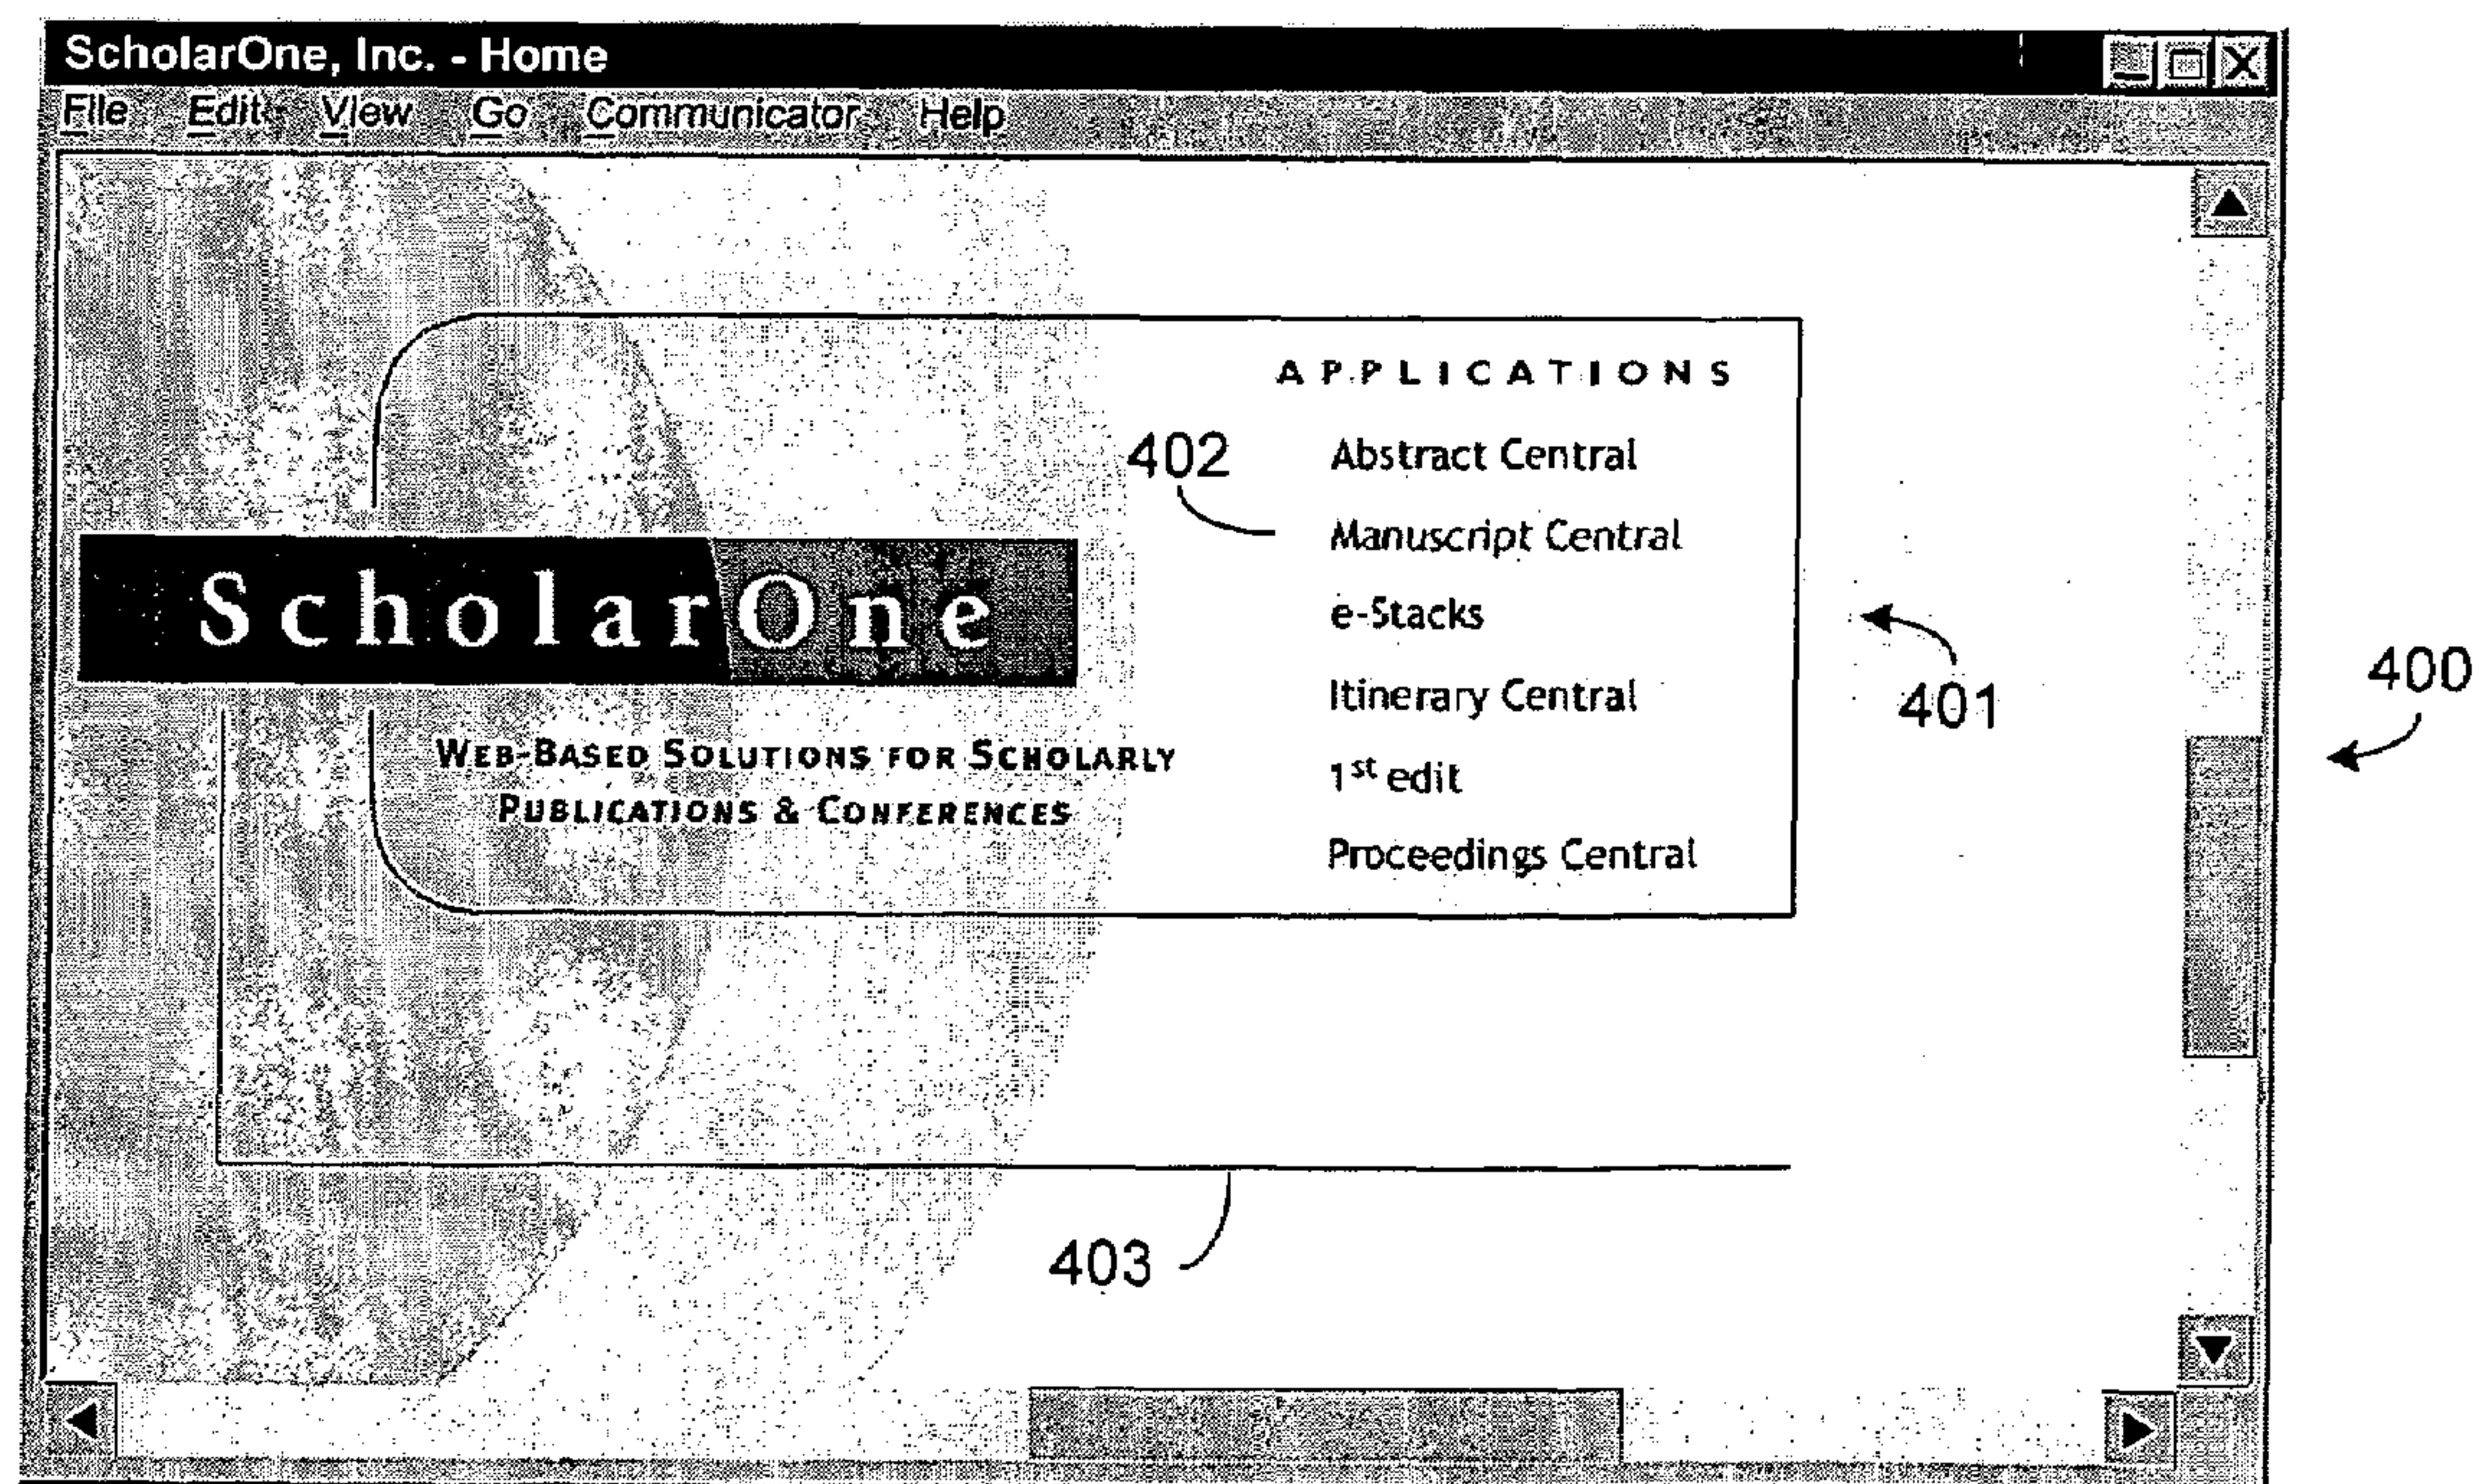 ScholarOne, Inc. - Home
File Edit View Go Communicator Help
APPLICATIONS
402 Abstract Central
Manuscript Central
ScholarOne
e-Stacks
401
400
Itinerary Central
WEB-BASED SOLUTIONS FOR SCHOLARLY
PUBLICATIONS & CONFERENCES
1st edit
Proceedings Central
403